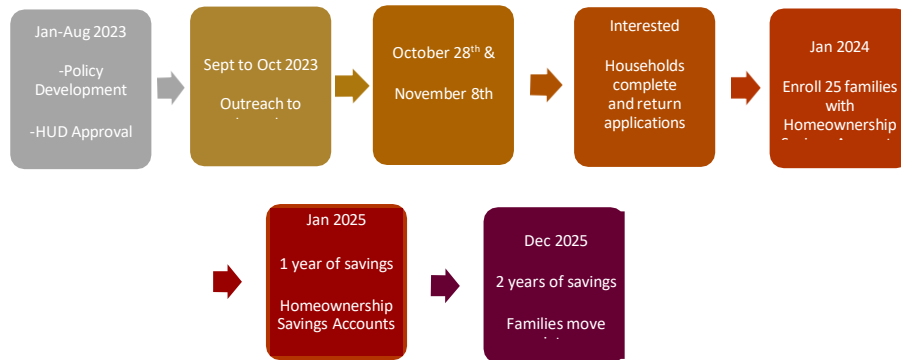 Jan-Aug 2023
-Policy
Development
-HUD Approval
Sept to Oct 2023
Outreach to
October 28th &
November 8th
Interested
Households
complete
and return
applications
Jan 2024
Enroll 25 families
with
Homeownership
Jan 2025
1 year of savings
Homeownership
Savings Accounts
Dec 2025
2 years of savings
Families move